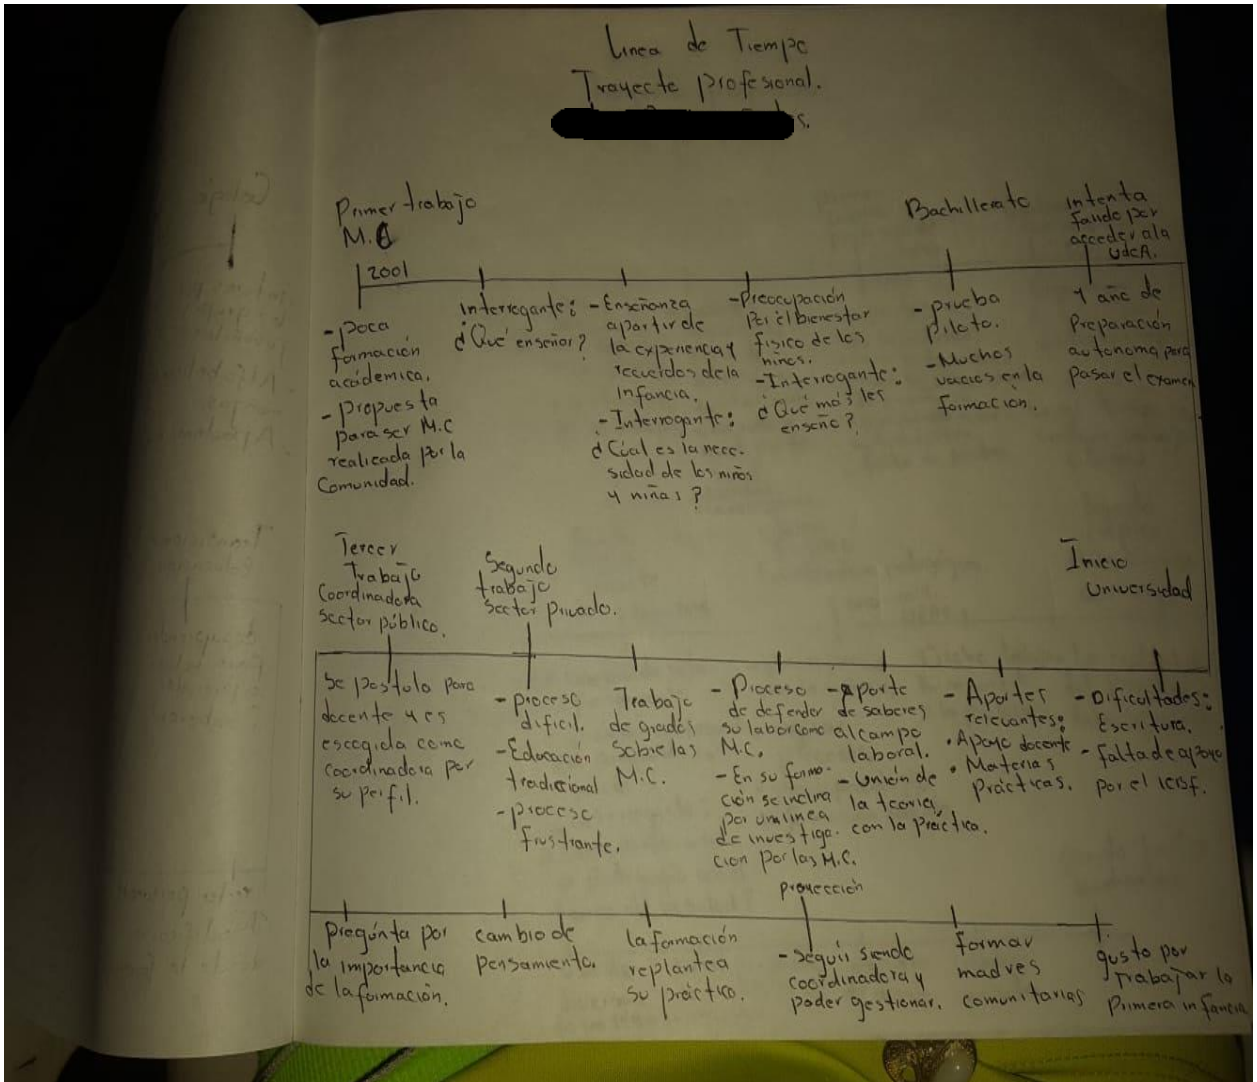 Linea de Tiempo
Trayecto profesional.
s.
Primer trabajo
M.C
2001
-poca
formación
académica.
- Propuesta
para ser M.C
realizada por la
Comunidad.
Interrogante:
¿Qué enseñar?
- Enseñanza
apartir de
la experiencia y
recuerdos de la
infancia.
- Interrogante:
¿Cúal es la nece-
sidad de los niños
y niñas?
-Preocupación
Por el bienestar
físico de los
niños.
-Interrogante:
¿Qué más les
enseño?
Bachillerato
- prueba
piloto.
- Muchos
vacios en la
formación.
intenta
fallido por
acceder a la
UdeA.
1 año de
Preparación
autonoma para
pasar el examen
Inicio
universidad
- Dificultades:
Escritura.
- Falta de apoyo
por el icbf.
- Aportes
relevantes:
• Apoyo docente
• Materias
prácticas.
- aporte
de saberes
al campo
laboral.
- Unión de
la teoria,
con la práctica.
- Proceso
de defender
su labor como
M.C.
- En su forma-
ción se inclina
por una linea
de investiga-
cion por las M.C.
Trabajo
de grados
sobre las
M.C.
Segundo
trabajo
Sector Privado.
- proceso
dificil.
- Educación
tradicional
- proceso
frustrante.
Tercer
Trabajo
Coordinadora
Sector público.
Se postula para
docente y es
escogida como
coordinadora por
su perfil.
Pregúnta por
la importancia
de la formación.
cambio de
pensamiento.
la formación
replantea
su práctica.
proyección
- Seguir siendo
coordinadora y
poder gestionar.
formar
madres
comunitarias
gusto por
trabajar la
Primera infancia